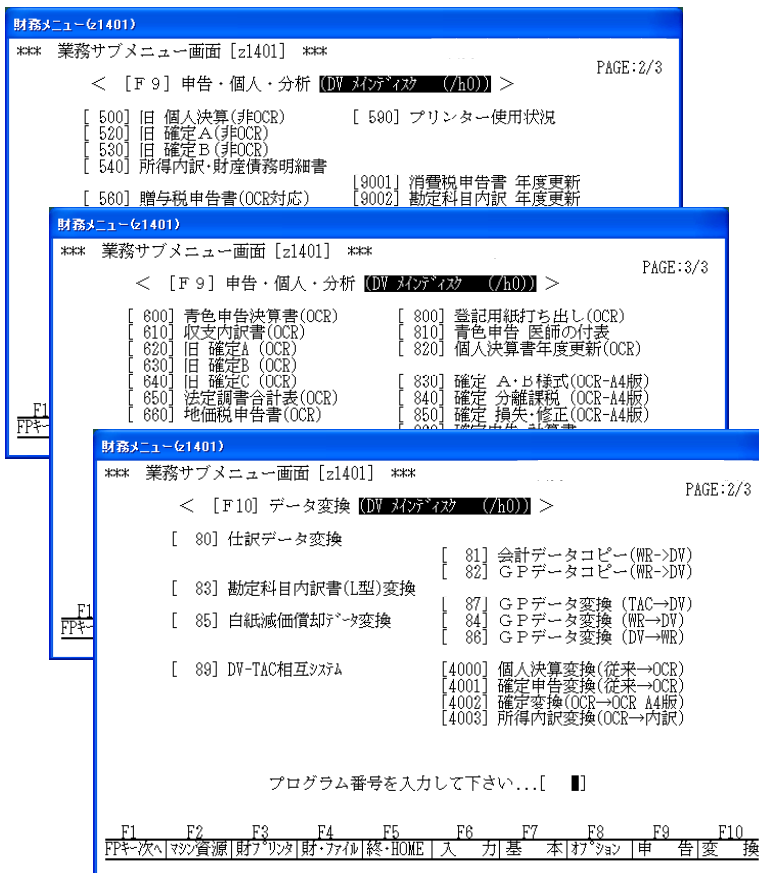 財務メニュー(z1401)
*** 業務サブメニュー画面 [z1401] ***
PAGE:2/3
< [F9] 申告・個人・分析 (DV メインディスク (/h0)) >
[ 500] 旧 個人決算(非OCR) [ 590] プリンター使用状況
[ 520] 旧 確定A(非OCR)
[ 530] 旧 確定B(非OCR)
[ 540] 所得内訳・財産債務明細書
[9001] 消費税申告書 年度更新
[ 560] 贈与税申告書(OCR対応) [9002] 勘定科目内訳 年度更新
F1
FPキー
財務メニュー(z1401)
*** 業務サブメニュー画面 [z1401] ***
PAGE:3/3
< [F9] 申告・個人・分析 (DV メインディスク (/h0)) >
[ 600] 青色申告決算書(OCR) [ 800] 登記用紙打ち出し(OCR)
[ 610] 収支内訳書(OCR) [ 810] 青色申告 医師の付表
[ 620] 旧 確定A (OCR) [ 820] 個人決算書年度更新(OCR)
[ 630] 旧 確定B (OCR)
[ 640] 旧 確定C (OCR) [ 830] 確定 A・B様式(OCR-A4版)
[ 650] 法定調書合計表(OCR) [ 840] 確定 分離課税 (OCR-A4版)
[ 660] 地価税申告書(OCR) [ 850] 確定 損失・修正(OCR-A4版)
F1
FPキー
財務メニュー(z1401)
*** 業務サブメニュー画面 [z1401] ***
PAGE:2/3
< [F10] データ変換 (DV メインディスク (/h0)) >
[ 80] 仕訳データ変換
[ 81] 会計データコピー(WR->DV)
[ 82] GPデータコピー(WR->DV)
[ 83] 勘定科目内訳書(L型)変換
[ 87] GPデータ変換 (TAC→DV)
[ 85] 白紙減価償却データ変換 [ 84] GPデータ変換 (WR→DV)
[ 86] GPデータ変換 (DV→WR)
[ 89] DV-TAC相互システム [4000] 個人決算変換(従来→OCR)
[4001] 確定申告変換(従来→OCR)
[4002] 確定変換(OCR→OCR A4版)
[4003] 所得内訳変換(OCR→内訳)
プログラム番号を入力して下さい...[ ]
F1 F2 F3 F4 F5 F6 F7 F8 F9 F10
FPキー/次へ マシン資源 財プリンタ 財・ファイル 終・HOME 入 力 基 本 オプション 申 告 変 換